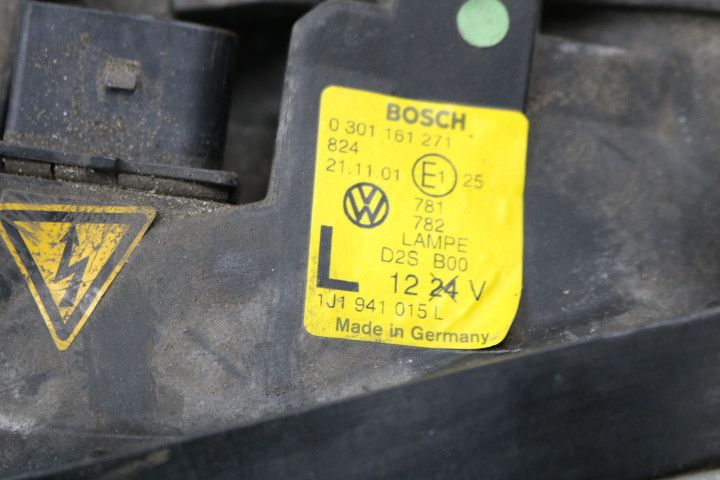 BOSCH
0 301 161 271
824
21.11.01 E1 25
VW 781
782
LAMPE
D2S B00
L 12 24 V
1J1 941 015 L
Made in Germany